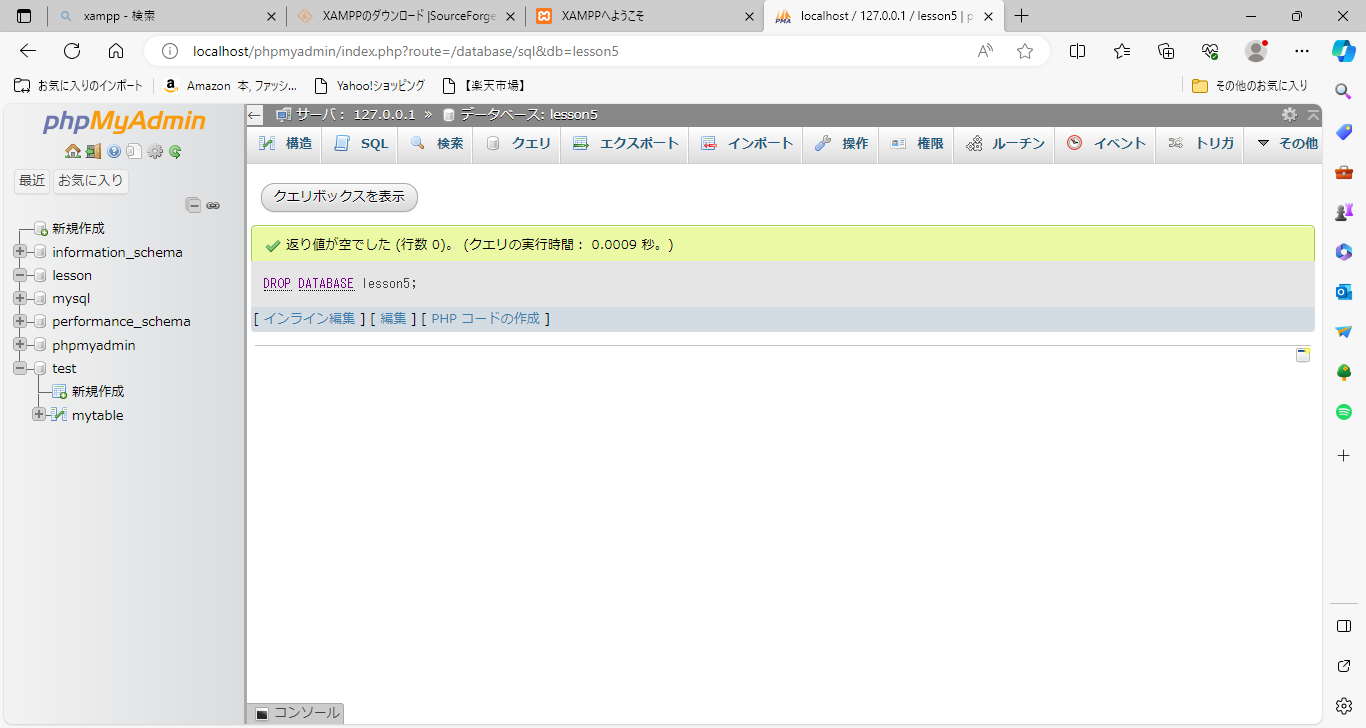 xampp - 検索
XAMPPのダウンロード |SourceForge
XAMPPへようこそ
localhost / 127.0.0.1 / lesson5 | p
localhost/phpmyadmin/index.php?route=/database/sql&db=lesson5
お気に入りのインポート
Amazon 本, ファッシ...
Yahoo!ショッピング
【楽天市場】
その他のお気に入り
phpMyAdmin
最近 お気に入り
新規作成
information_schema
lesson
mysql
performance_schema
phpmyadmin
test
新規作成
mytable
サーバ： 127.0.0.1 » データベース: lesson5
構造 SQL 検索 クエリ エクスポート インポート 操作 権限 ルーチン イベント トリガ その他
クエリボックスを表示
返り値が空でした (行数 0)。 (クエリの実行時間： 0.0009 秒。)
DROP DATABASE lesson5;
[ インライン編集 ] [ 編集 ] [ PHP コードの作成 ]
コンソール